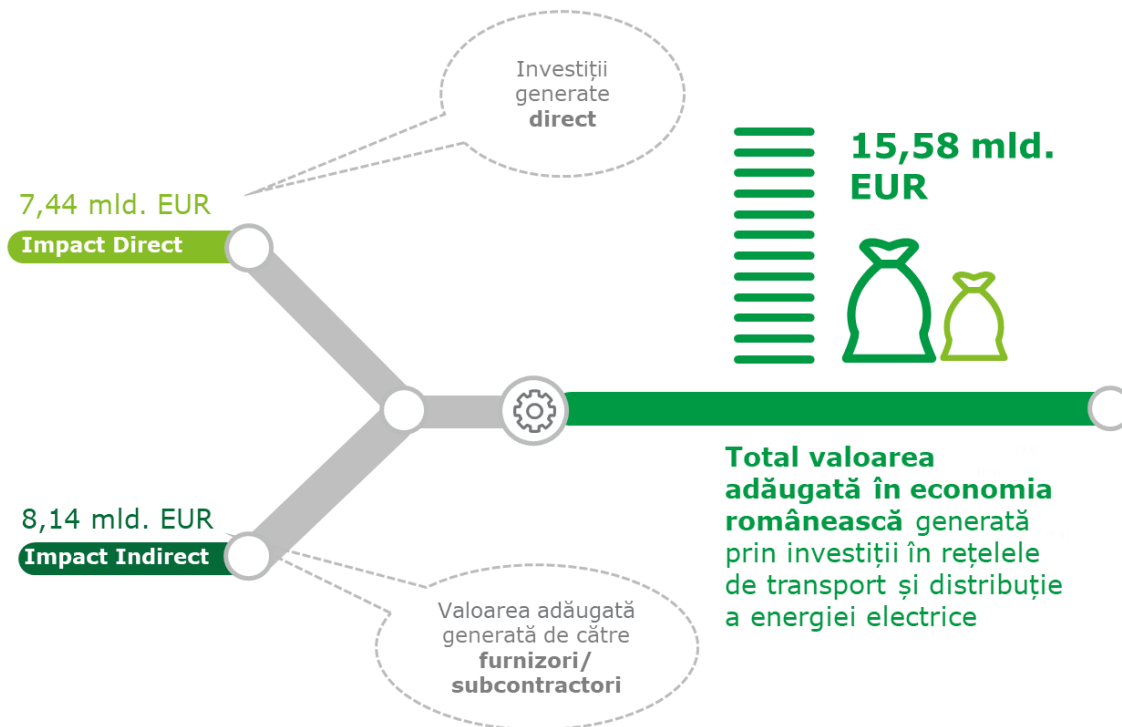 Investiții
generate
direct
15,58 mld.
EUR
7,44 mld. EUR
Impact Direct
8,14 mld. EUR
Impact Indirect
Total valoarea
adăugată în economia
românească generată
prin investiții în rețelele
de transport și distribuție
a energiei electrice
Valoarea adăugată
generată de către
furnizori/
subcontractori